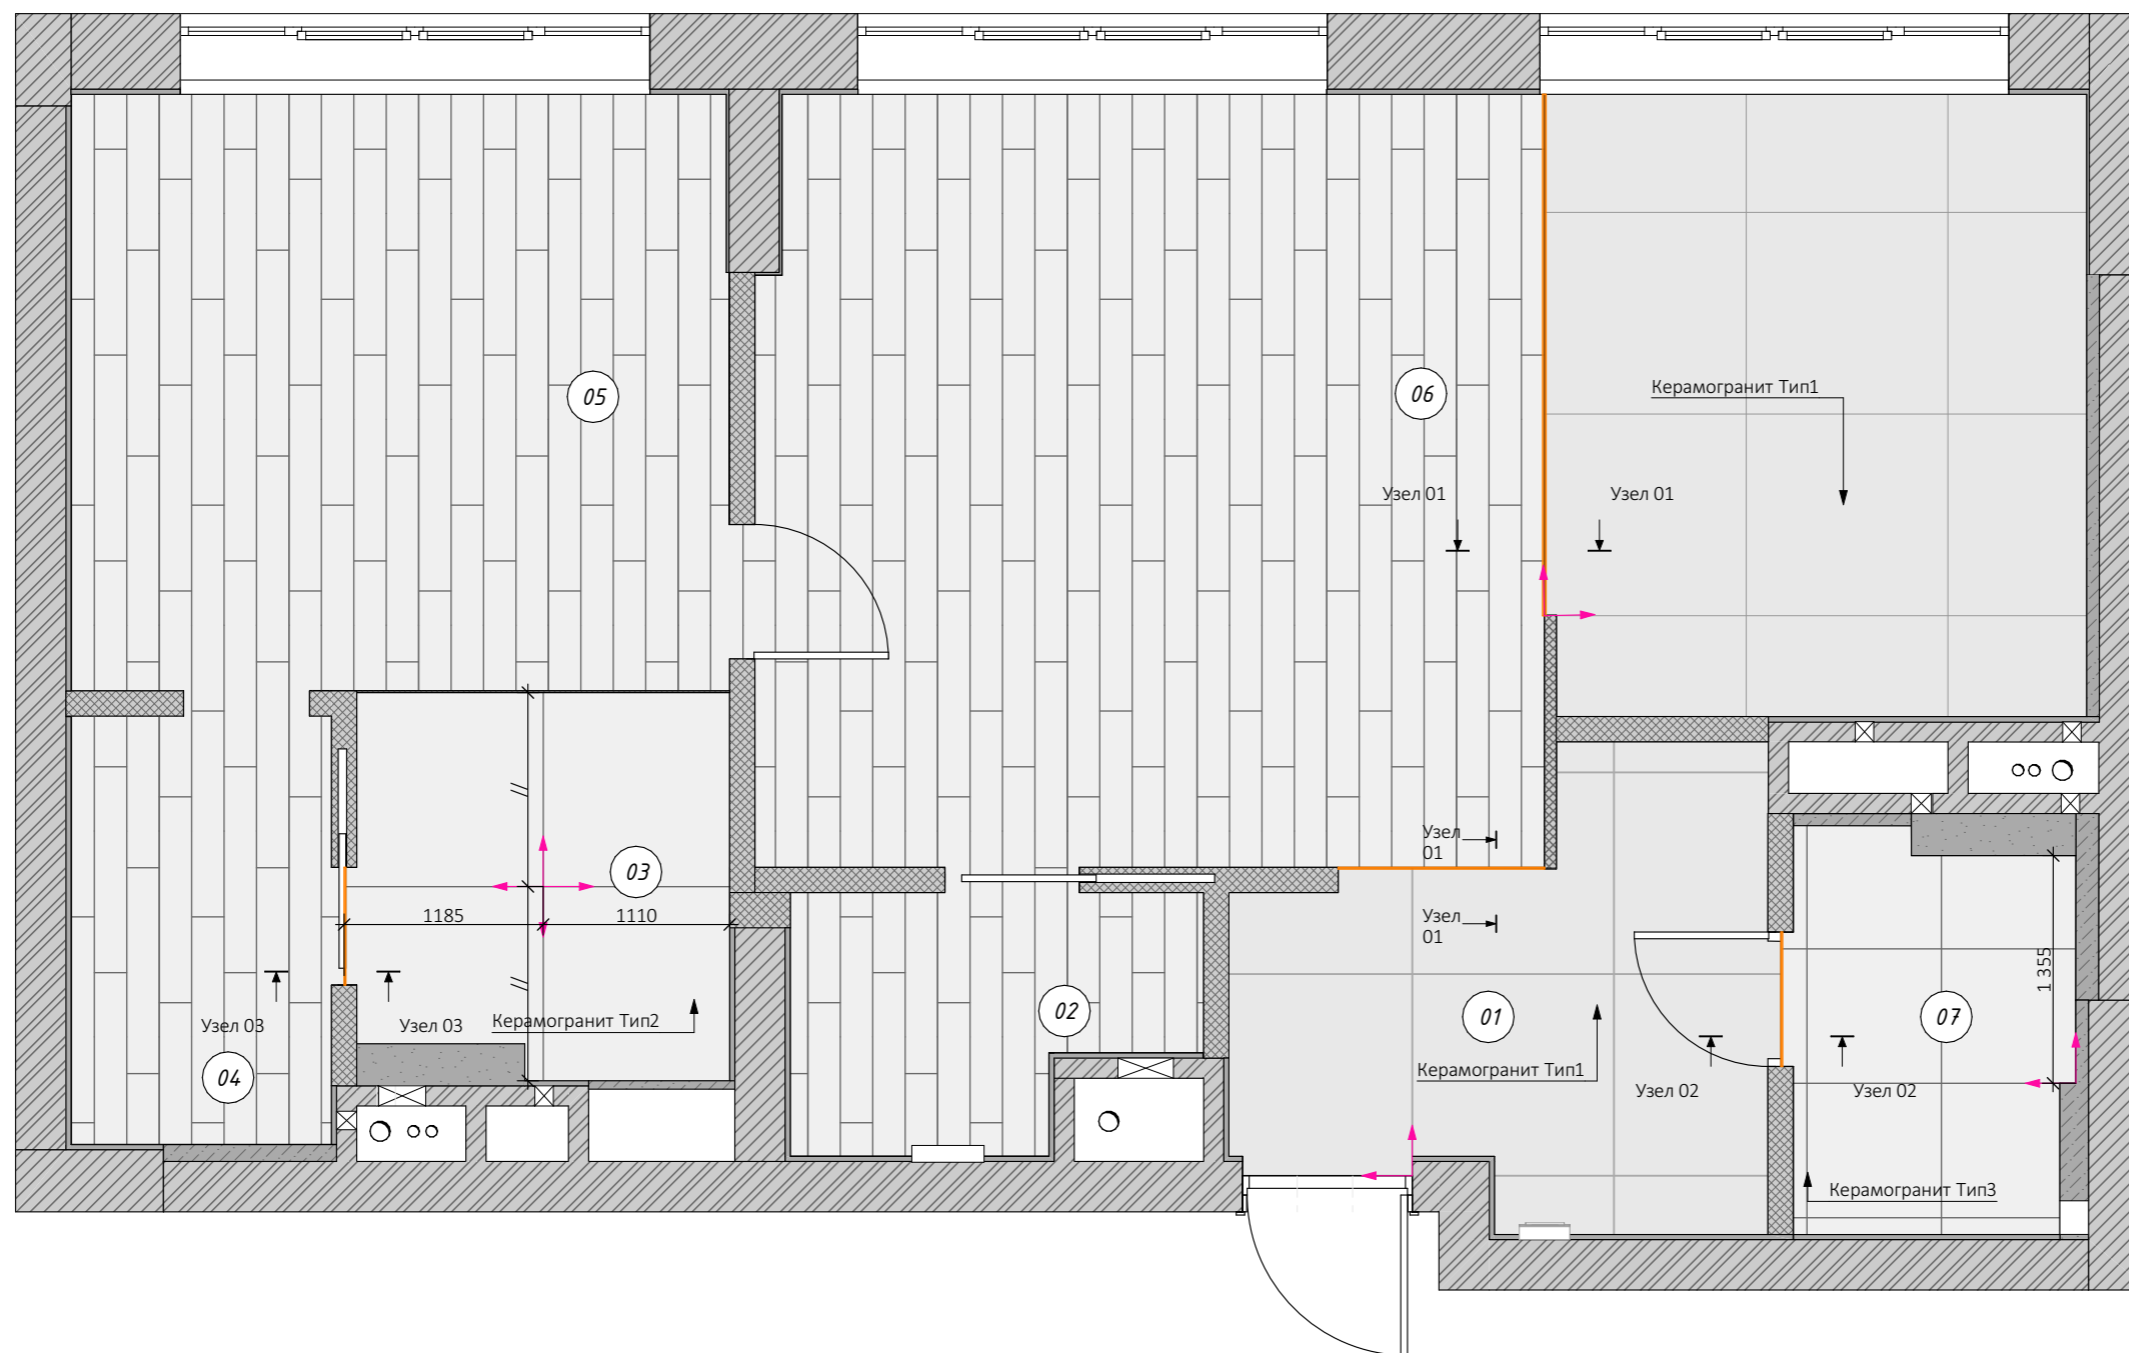 05
06
Керамогранит Тип1
Узел 01
Узел 01
Узел
01
03
1185
1110
Узел
01
1 355
02
01
07
Узел 03
Узел 03
Керамогранит Тип2
04
Керамогранит Тип1
Узел 02
Узел 02
Керамогранит Тип3